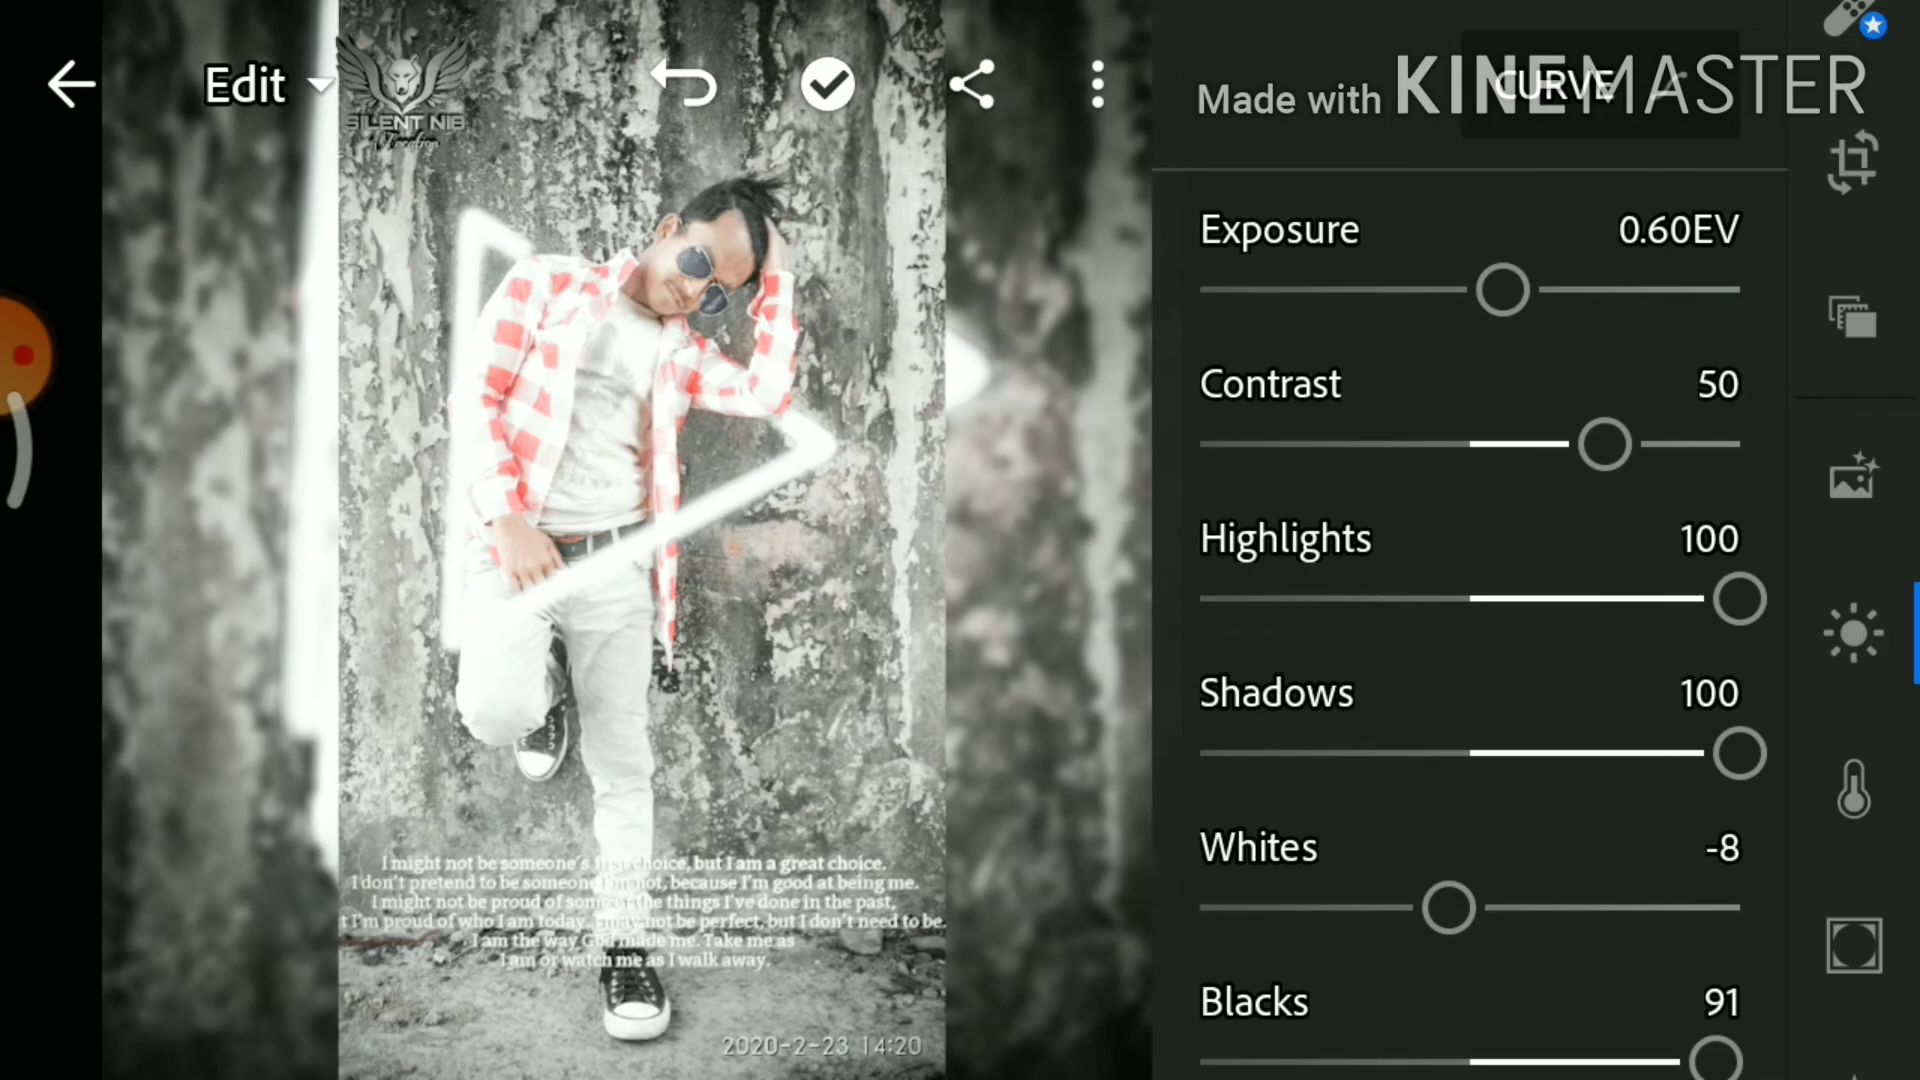 Edit
SILENT NIB
Creation
Made with KINEMASTER
CURVE
Exposure 0.60EV
Contrast 50
Highlights 100
Shadows 100
Whites -8
Blacks 91
I might not be someone's first choice, but I am a great choice.
I don't pretend to be someone I'm not, because I'm good at being me.
I might not be proud of some of the things I've done in the past,
t I'm proud of who I am today. I may not be perfect, but I don't need to be.
I am the way God made me. Take me as
I am or watch me as I walk away.
2020-2-23 14:20